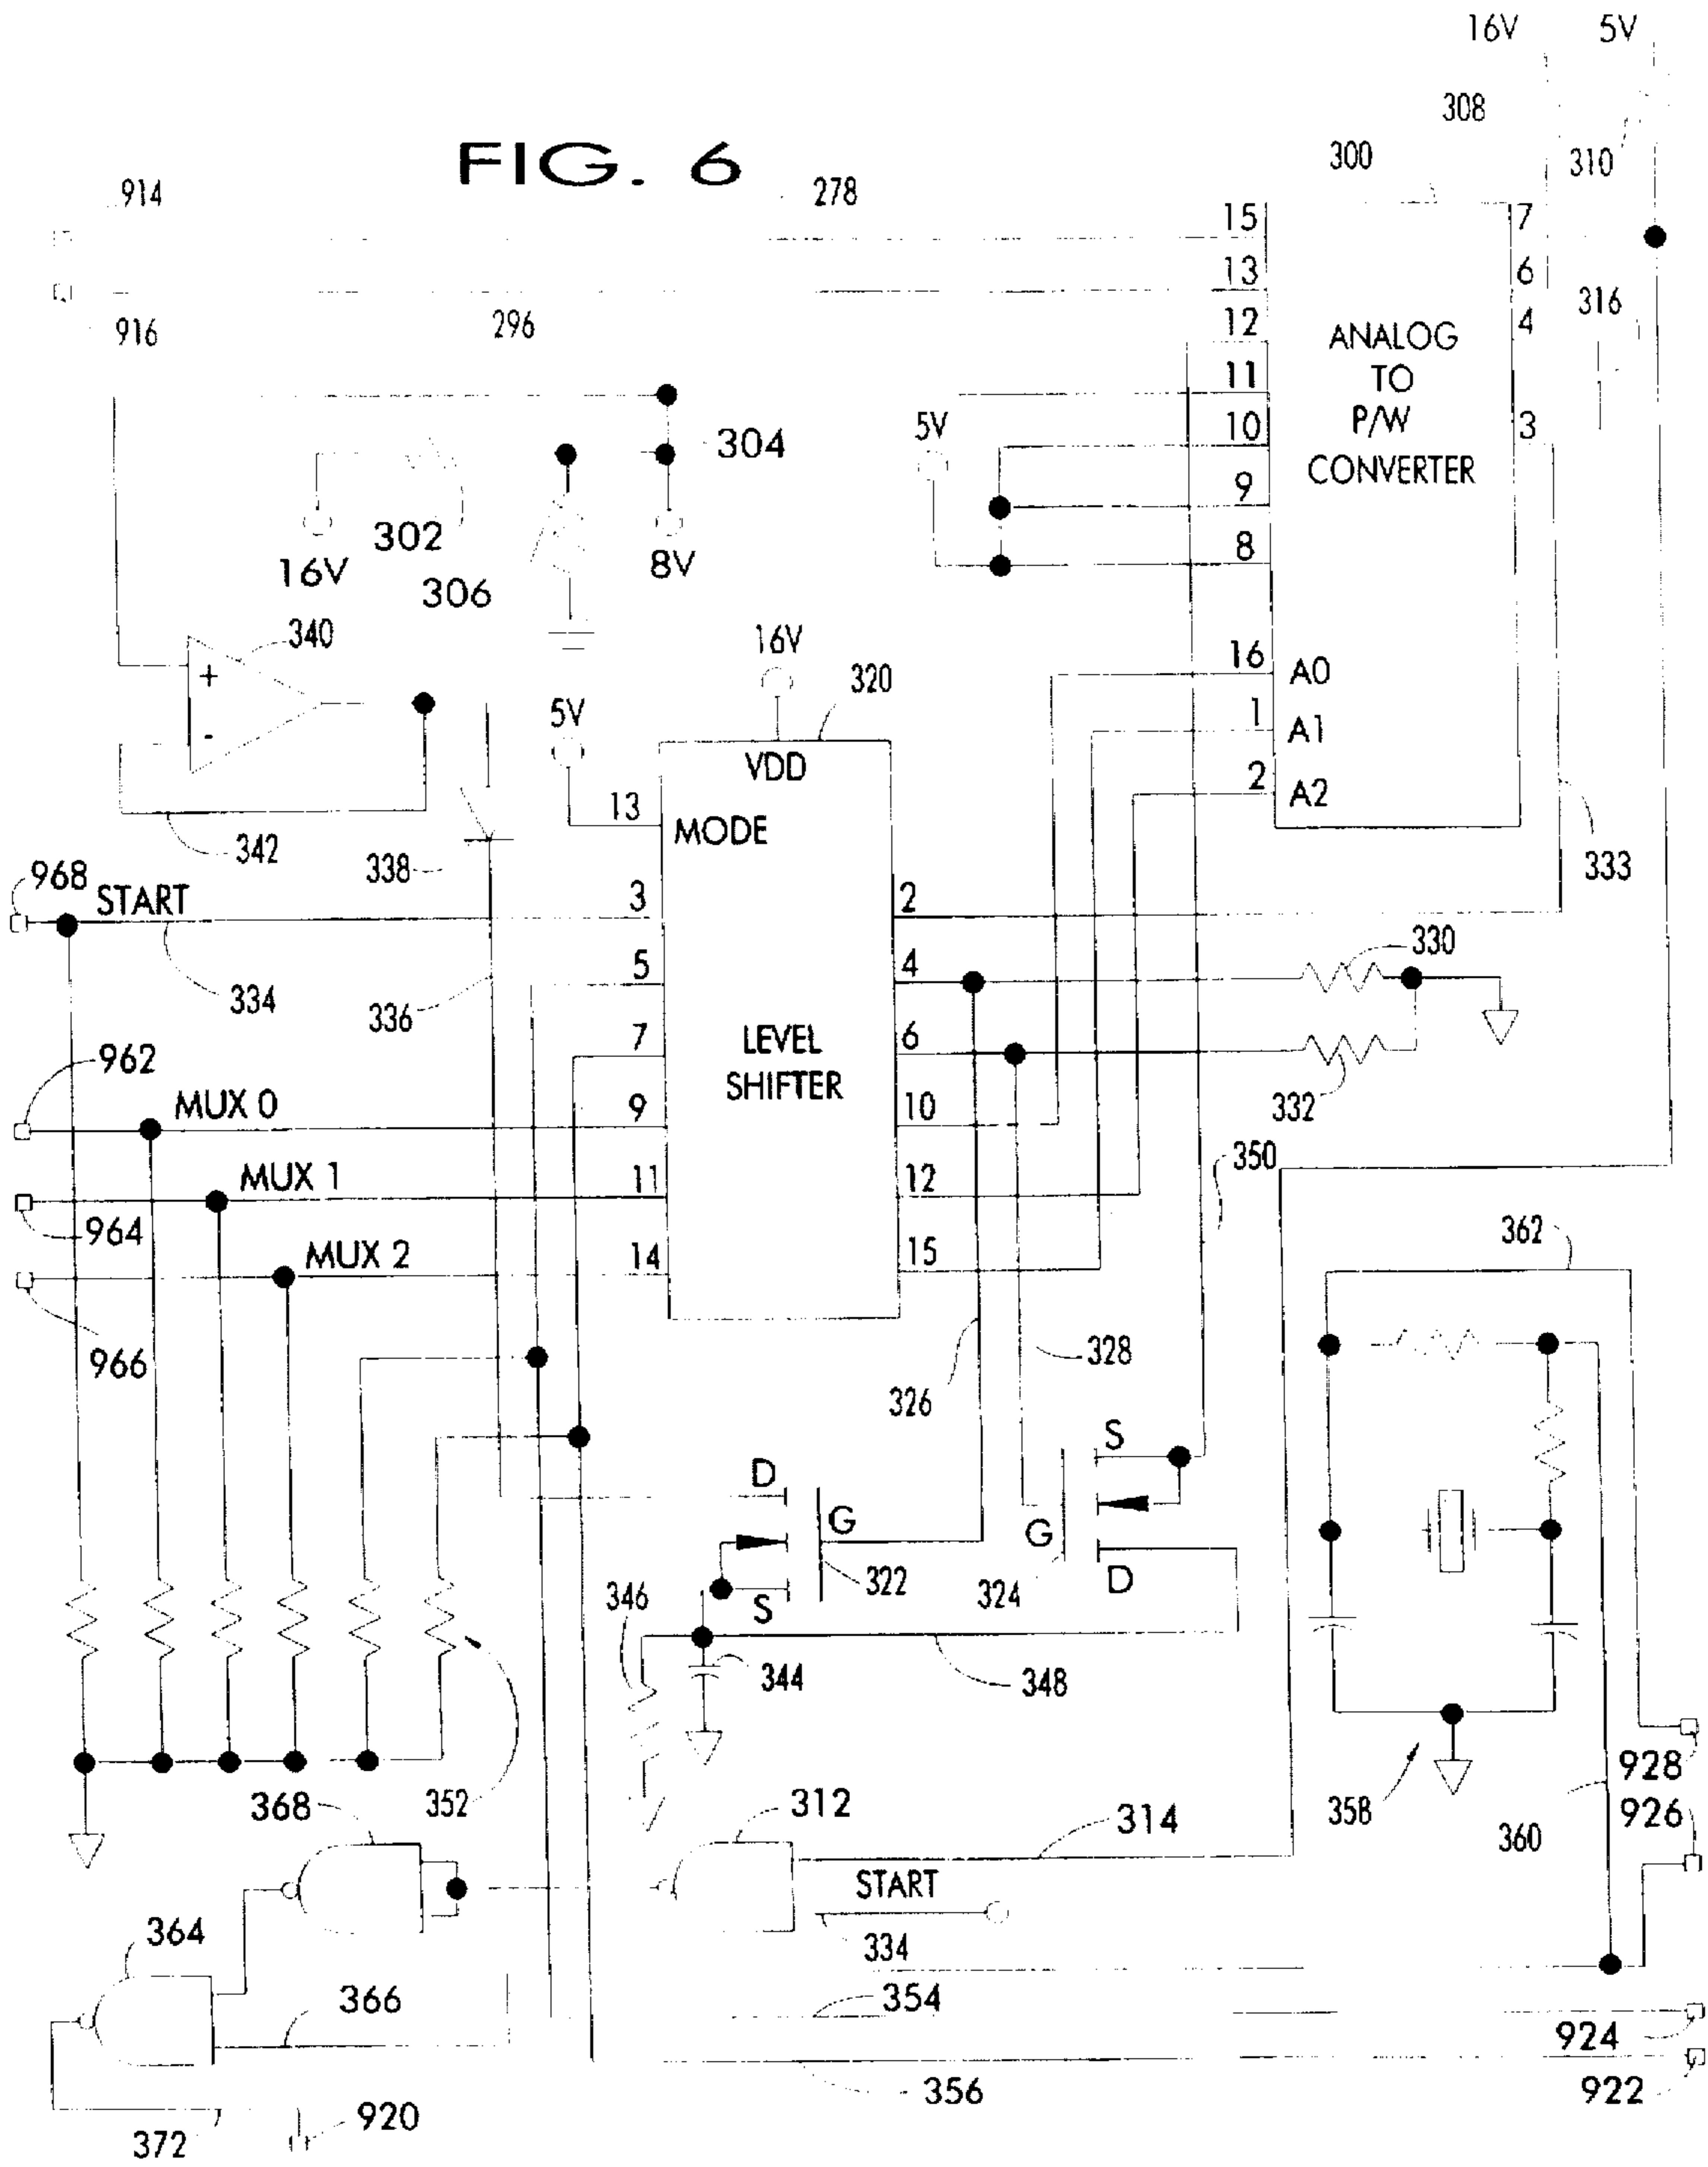 16V 5V
308
FIG. 6
300 310
914 278
15 7
13 6
316
916 296 12 4
ANALOG
TO
P/W
CONVERTER
11
5V 10 3
304
9
302
16V 306 8V 8
340 16V
16 A0
320
5V 1 A1
VDD
2 A2
13 MODE
342 338 333
968 START 3 2
330
334 336 5 4
962 7 LEVEL
SHIFTER 6
332
MUX 0 9 10
350
MUX 1 11 12
964 362
MUX 2 14 15
966 328
326
S
D
G G
322 324 D
346 S
344 348
928
368 352 312 314 358 360 926
START
364 334
366 354
924
356 922
920
372